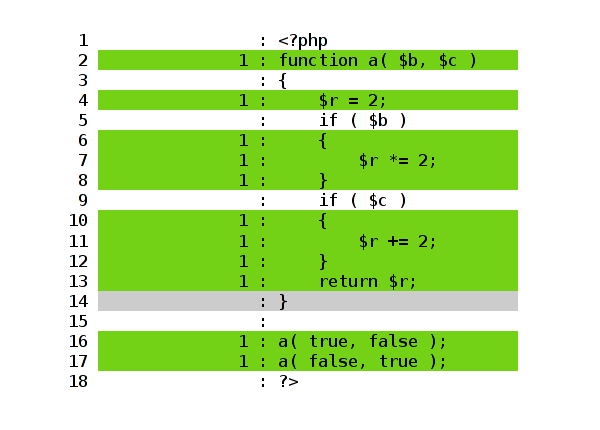 1 : <?php
2 1 : function a( $b, $c )
3 : {
4 1 : $r = 2;
5 : if ( $b )
6 1 : {
7 1 : $r *= 2;
8 1 : }
9 : if ( $c )
10 1 : {
11 1 : $r += 2;
12 1 : }
13 1 : return $r;
14 : }
15 :
16 1 : a( true, false );
17 1 : a( false, true );
18 : ?>